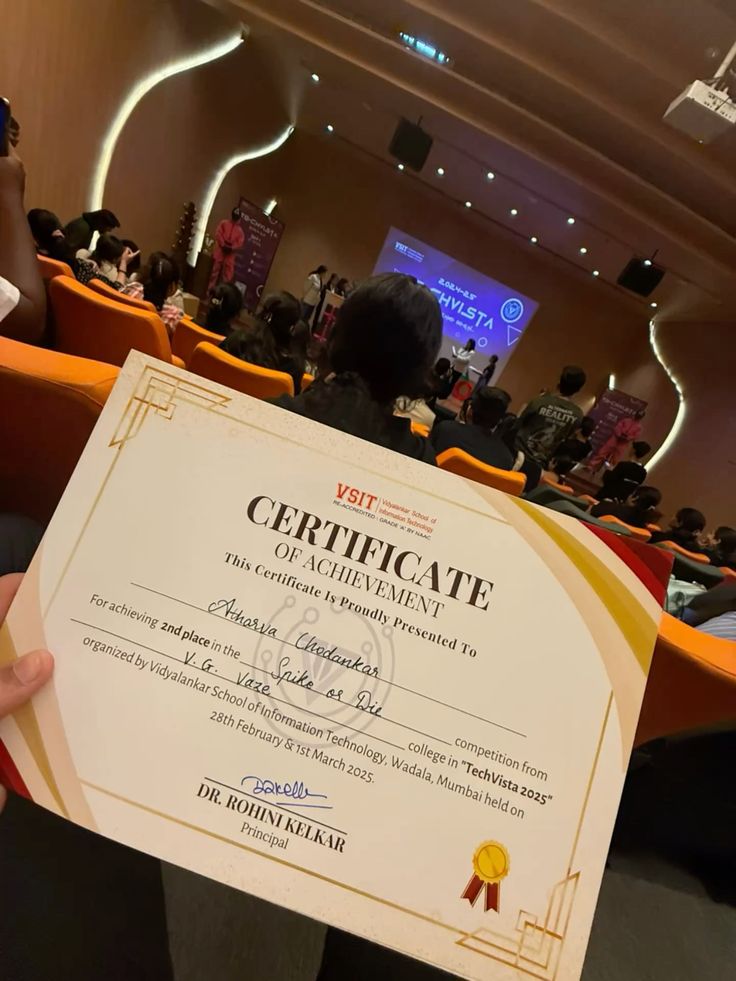 VSIT
2024-25
TECHVISTA
ALTERNATE
REALITY
VSIT Vidyalankar School of
Information Technology
RE-ACCREDITED - GRADE 'A' BY NAAC
CERTIFICATE
OF ACHIEVEMENT
This Certificate Is Proudly Presented To
Atharva Chodankar
For achieving 2nd place in the Spike or Die competition from
V. G. Vaze college in "TechVista 2025"
organized by Vidyalankar School of Information Technology, Wadala, Mumbai held on
28th February & 1st March 2025.
DR. ROHINI KELKAR
Principal